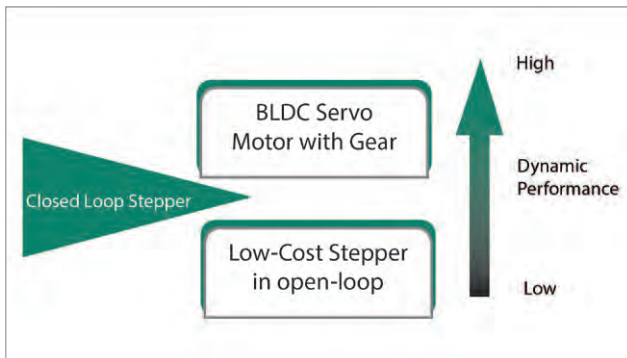 High
BLDC Servo
Motor with Gear
Dynamic
Performance
Closed Loop Stepper
Low-Cost Stepper
in open-loop
Low